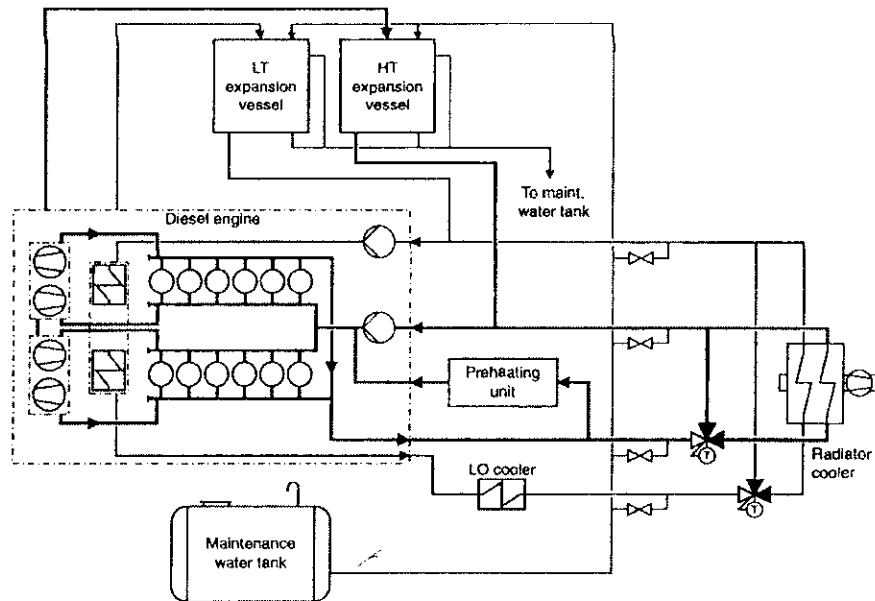 LT
expansion
vessel
HT
expansion
vessel
To maint.
water tank
Diesel engine
Preheating
unit
T
Radiator
cooler
LO cooler
T
Maintenance
water tank